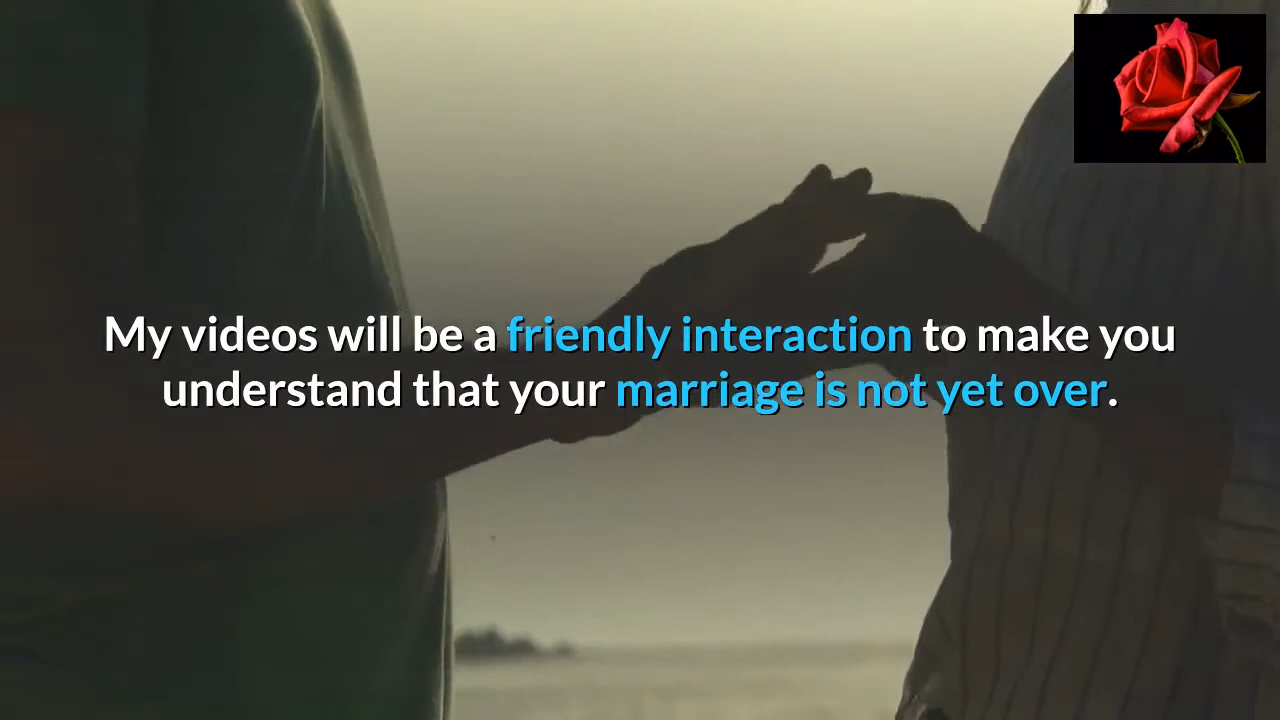 My videos will be a friendly interaction to make you
understand that your marriage is not yet over.